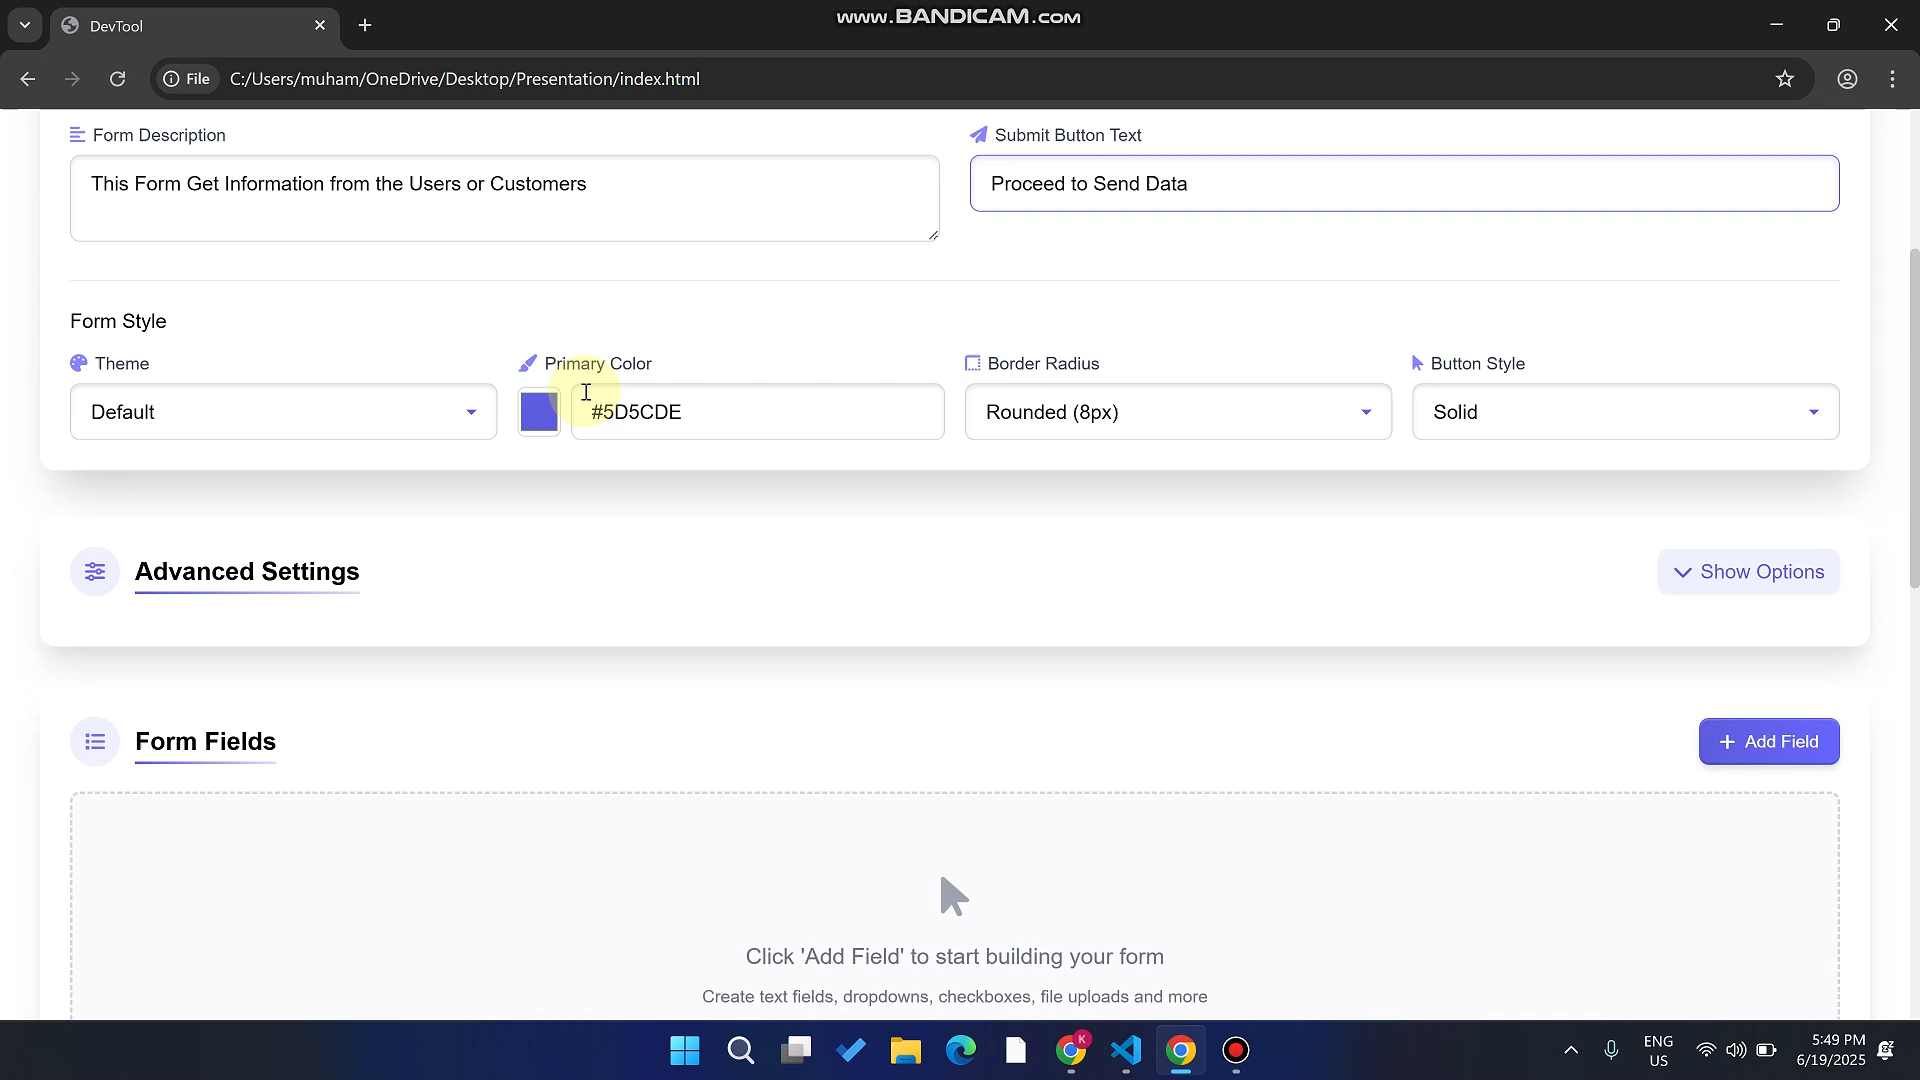 DevTool
www.BANDICAM.com
File
C:/Users/muham/OneDrive/Desktop/Presentation/index.html
Form Description
Submit Button Text
This Form Get Information from the Users or Customers
Proceed to Send Data
Form Style
Theme
Primary Color
Border Radius
Button Style
Default
#5D5CDE
Rounded (8px)
Solid
Advanced Settings
Show Options
Form Fields
+ Add Field
Click 'Add Field' to start building your form
Create text fields, dropdowns, checkboxes, file uploads and more
K
ENG
US
5:49 PM
6/19/2025